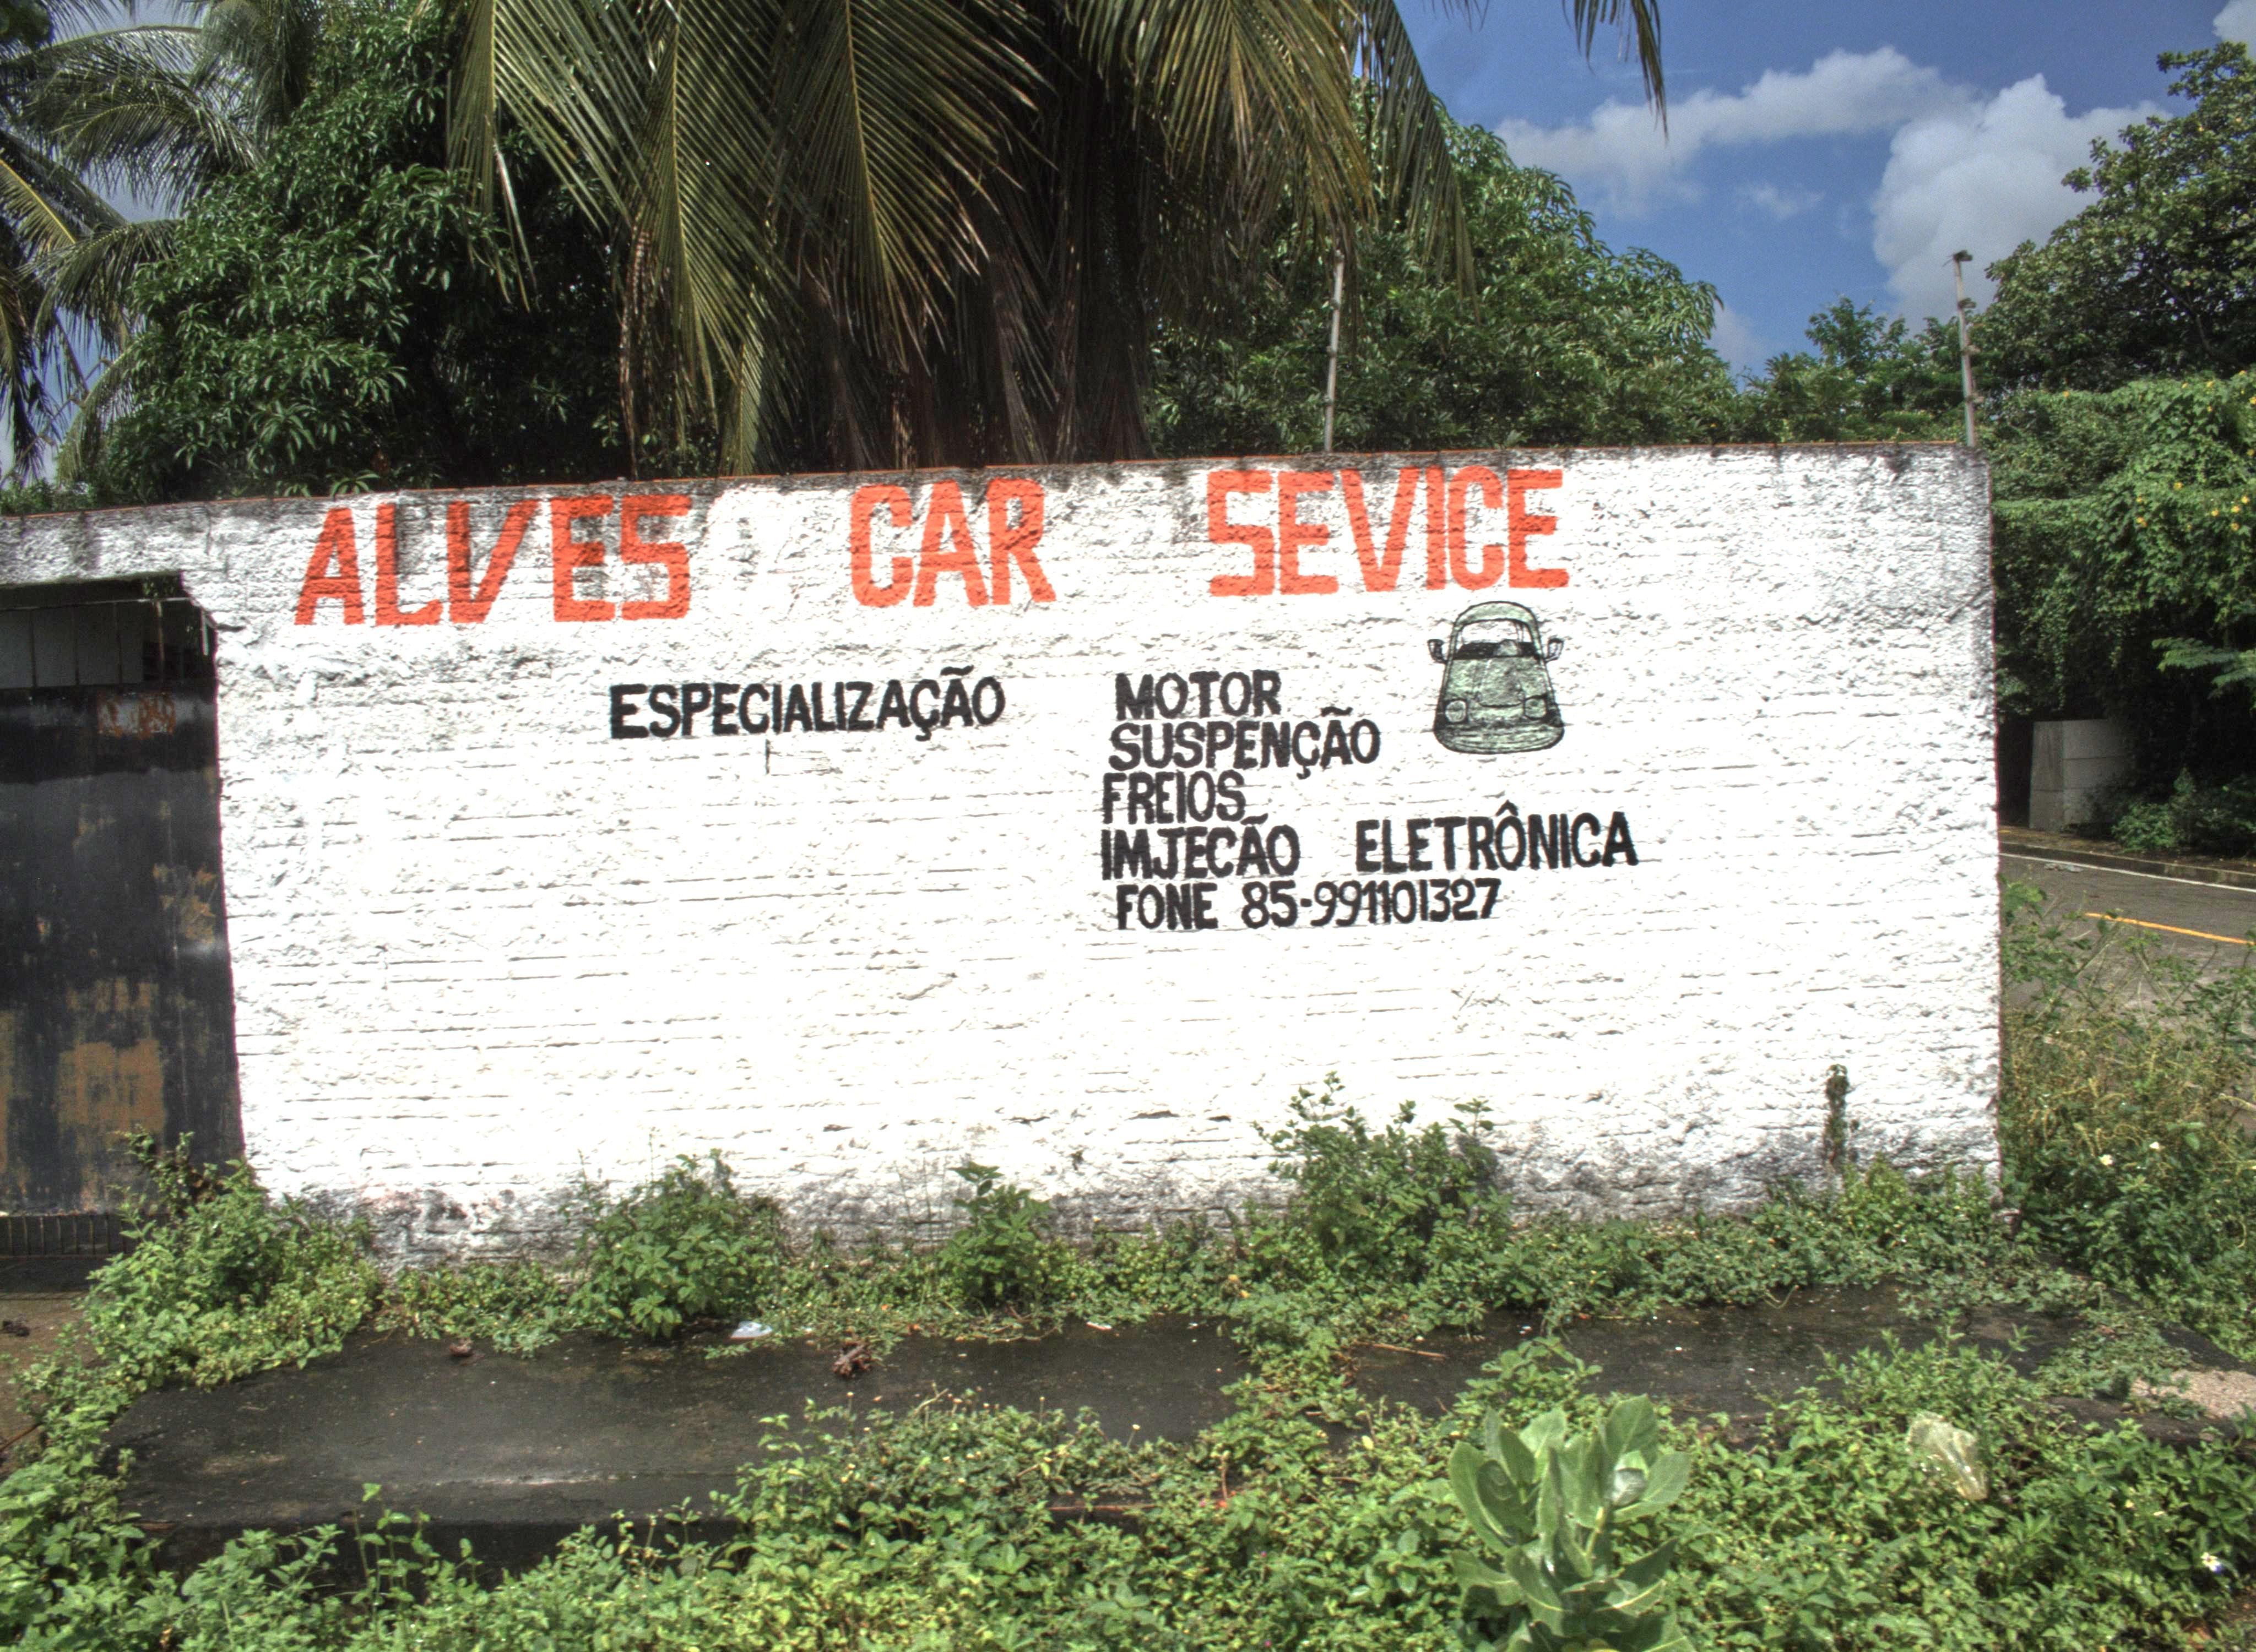 ALVES CAR SEVICE
ESPECIALIZAÇÃO MOTOR
SUSPENÇÃO
FREIOS
IMJECÃO ELETRÔNICA
FONE 85-991101327